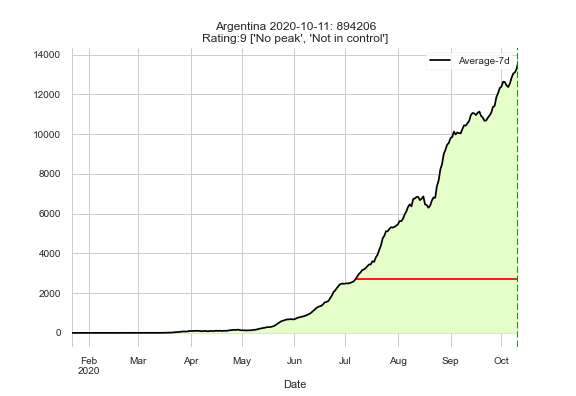 Argentina 2020-10-11: 894206
Rating:9 ['No peak', 'Not in control']
Average-7d
14000
12000
10000
8000
6000
4000
2000
0
Feb Mar Apr May Jun Jul Aug Sep Oct
2020
Date